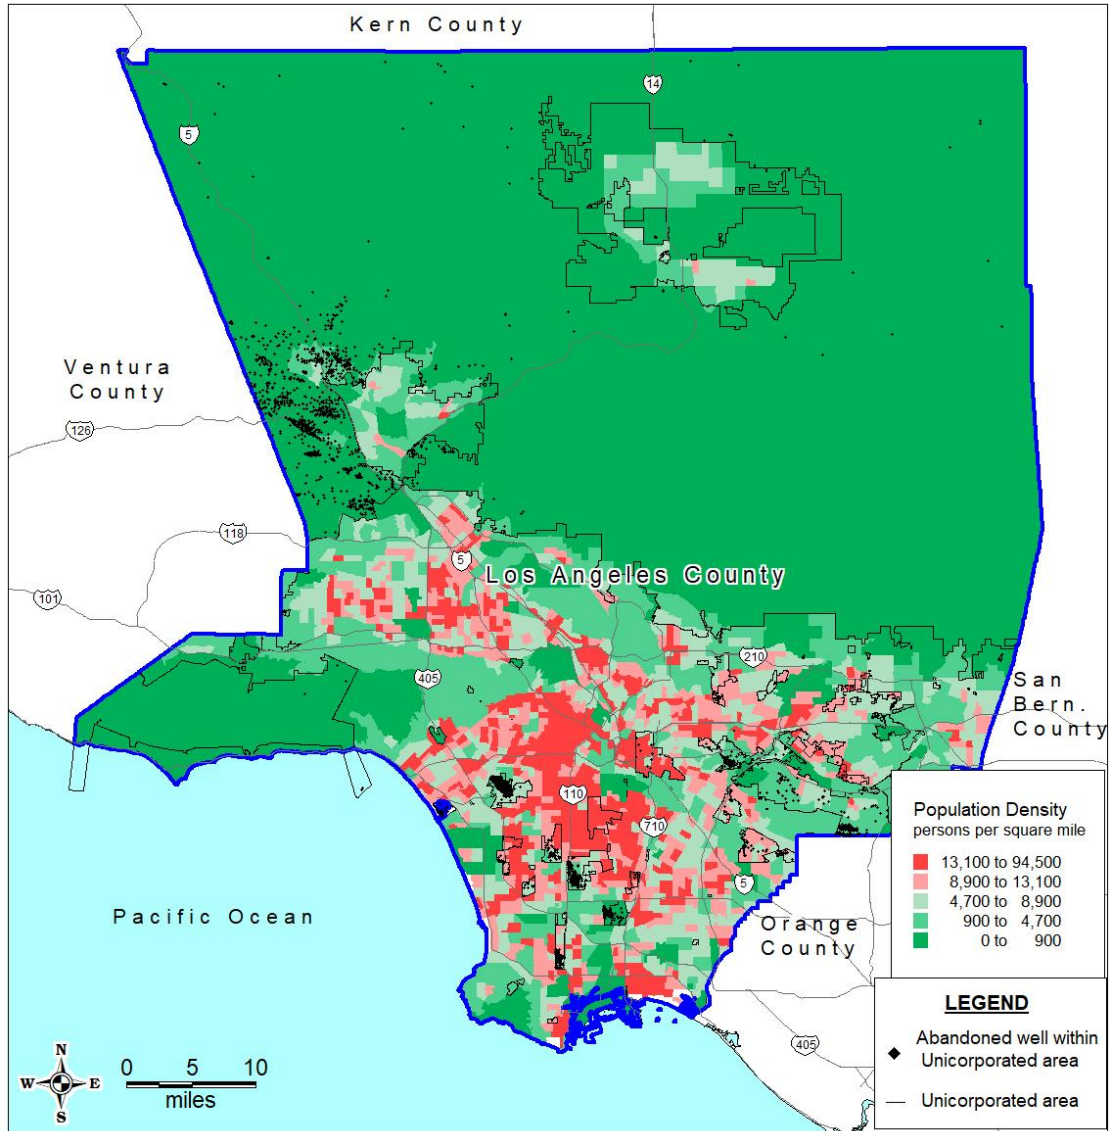 Kern County
14
5
Ventura
County
126
118
5
Los Angeles County
101
210
405
San
Bern.
County
110
710
Population Density
persons per square mile
13,100 to 94,500
8,900 to 13,100
4,700 to 8,900
900 to 4,700
0 to 900
5
Pacific Ocean
Orange
County
LEGEND
Abandoned well within
Unicorporated area
Unicorporated area
405
N
W E
S
0 5 10
miles